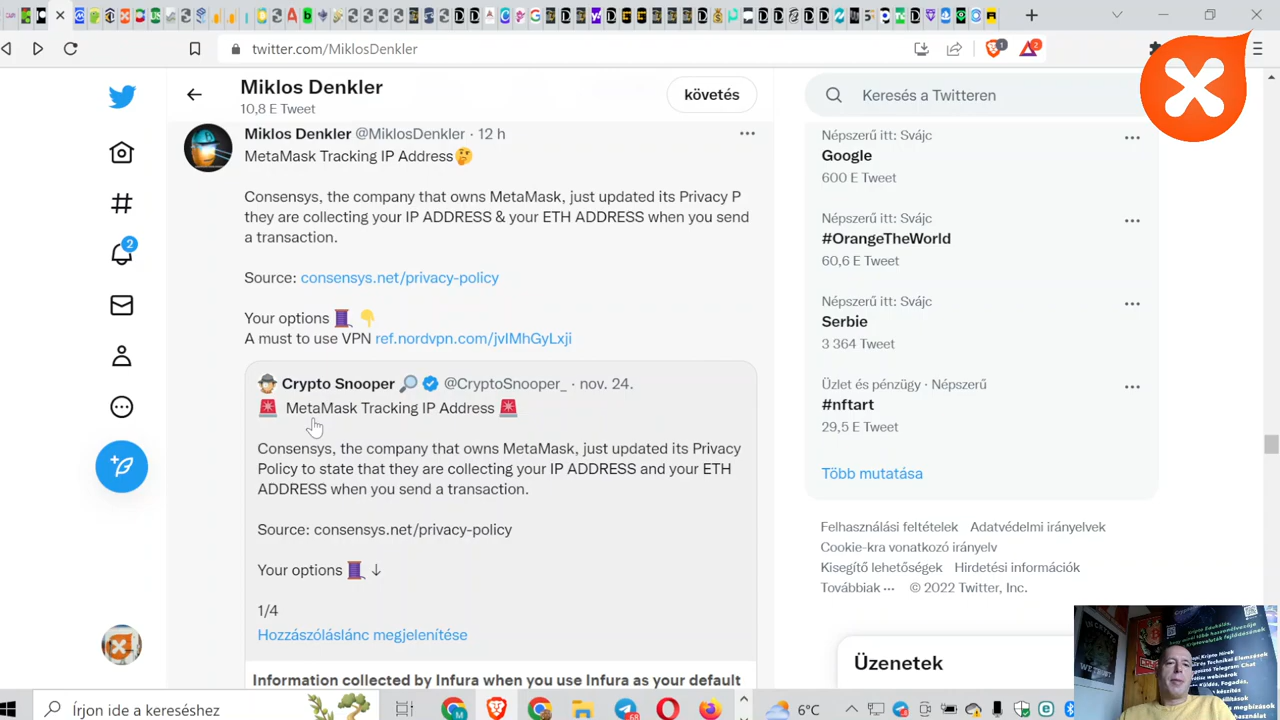 twitter.com/MiklosDenkler
1
2
Miklos Denkler
10,8 E Tweet
követés
Keresés a Twitteren
2
Miklos Denkler @MiklosDenkler · 12 h
MetaMask Tracking IP Address🤔
Consensys, the company that owns MetaMask, just updated its Privacy P
they are collecting your IP ADDRESS & your ETH ADDRESS when you send
a transaction.
Source: consensys.net/privacy-policy
Your options 🧵 👇
A must to use VPN ref.nordvpn.com/jvIMhGyLxji
Crypto Snooper 🔎 @CryptoSnooper_ · nov. 24.
🚨 MetaMask Tracking IP Address 🚨
Consensys, the company that owns MetaMask, just updated its Privacy
Policy to state that they are collecting your IP ADDRESS and your ETH
ADDRESS when you send a transaction.
Source: consensys.net/privacy-policy
Your options 🧵 ↓
1/4
Hozzászóláslánc megjelenítése
Information collected by Infura when you use Infura as your default
Népszerű itt: Svájc
Google
600 E Tweet
Népszerű itt: Svájc
#OrangeTheWorld
60,6 E Tweet
Népszerű itt: Svájc
Serbie
3 364 Tweet
Üzlet és pénzügy · Népszerű
#nftart
29,5 E Tweet
Több mutatása
Felhasználási feltételek Adatvédelmi irányelvek
Cookie-kra vonatkozó irányelv
Kisegítő lehetőségek Hirdetési információk
Továbbiak ··· © 2022 Twitter, Inc.
Üzenetek
Írjon ide a kereséshez
6°C